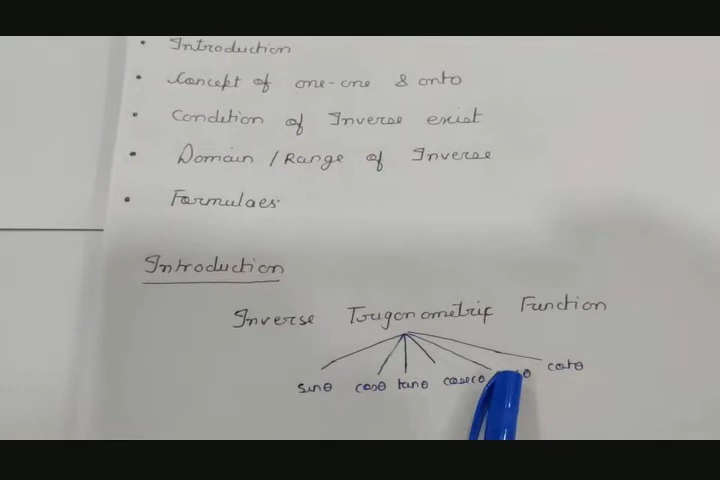 • Introduction
• Concept of one-one & onto
• Condition of Inverse exist
• Domain / Range of Inverse
• Formulaes
Introduction
Inverse Trigonometric Function
sinθ cosθ tanθ cosecθ cotθ